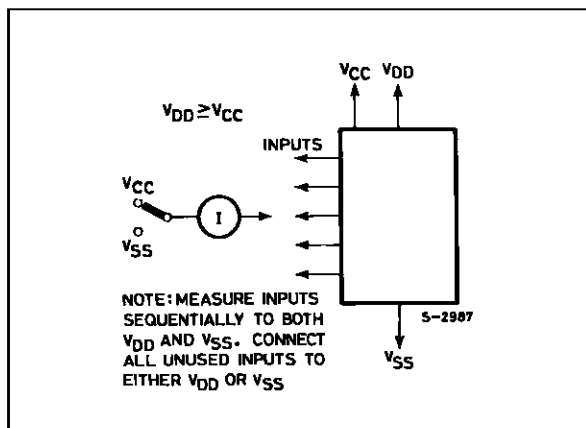 VCC VDD
VDD ≥ VCC
INPUTS
VCC
I
VSS
NOTE: MEASURE INPUTS
SEQUENTIALLY TO BOTH
VDD AND VSS. CONNECT
ALL UNUSED INPUTS TO
EITHER VDD OR VSS
S-2987
VSS